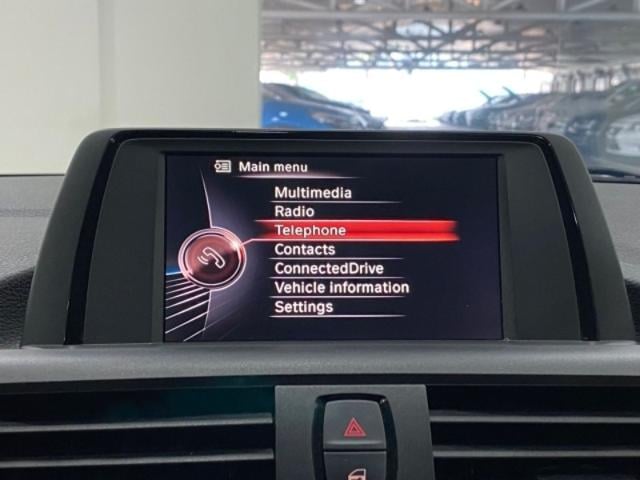 Main menu
Multimedia
Radio
Telephone
Contacts
ConnectedDrive
Vehicle information
Settings